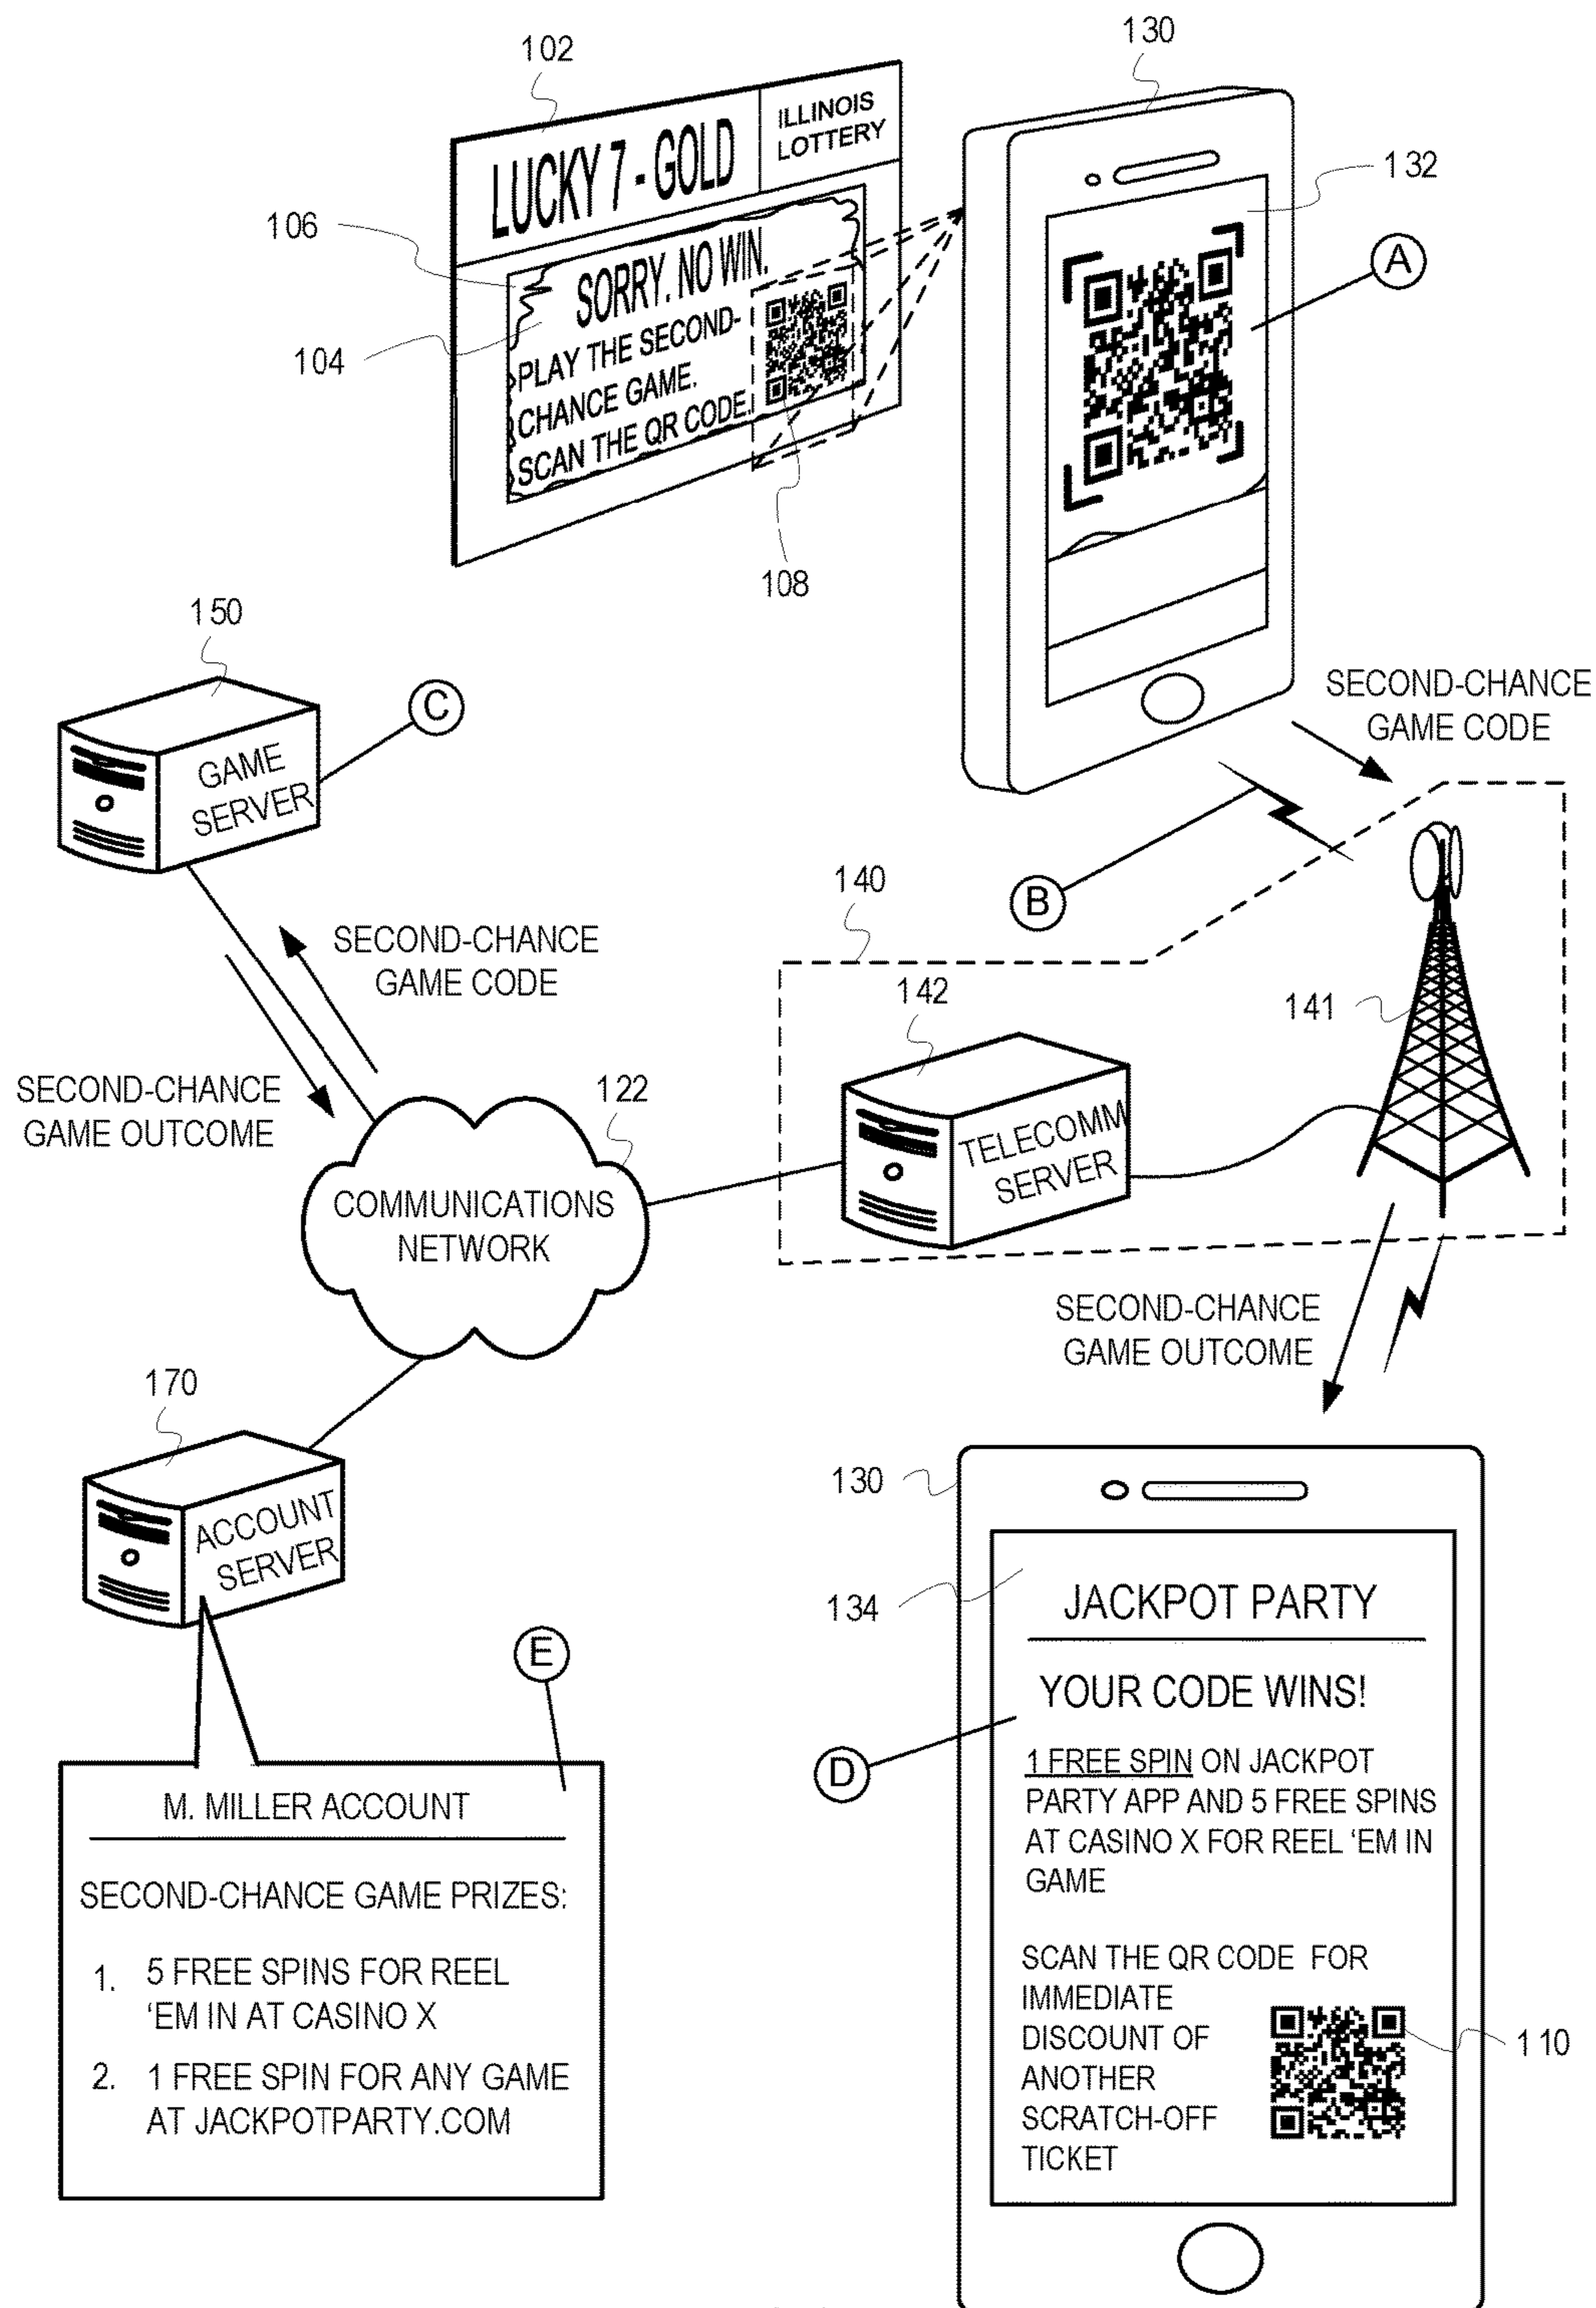 102
130
LUCKY 7 - GOLD
ILLINOIS
LOTTERY
132
106
A
SORRY. NO WIN.
104
PLAY THE SECOND-
CHANCE GAME.
SCAN THE QR CODE.
108
150
C
SECOND-CHANCE
GAME CODE
GAME
SERVER
B
140
SECOND-CHANCE
GAME CODE
142
141
SECOND-CHANCE
GAME OUTCOME
122
TELECOMM
SERVER
COMMUNICATIONS
NETWORK
SECOND-CHANCE
GAME OUTCOME
170
130
ACCOUNT
SERVER
134
JACKPOT PARTY
E
YOUR CODE WINS!
D
1 FREE SPIN ON JACKPOT
PARTY APP AND 5 FREE SPINS
AT CASINO X FOR REEL ‘EM IN
GAME
M. MILLER ACCOUNT
SECOND-CHANCE GAME PRIZES:
1. 5 FREE SPINS FOR REEL
‘EM IN AT CASINO X
2. 1 FREE SPIN FOR ANY GAME
AT JACKPOTPARTY.COM
SCAN THE QR CODE FOR
IMMEDIATE
DISCOUNT OF
ANOTHER
SCRATCH-OFF
TICKET
110